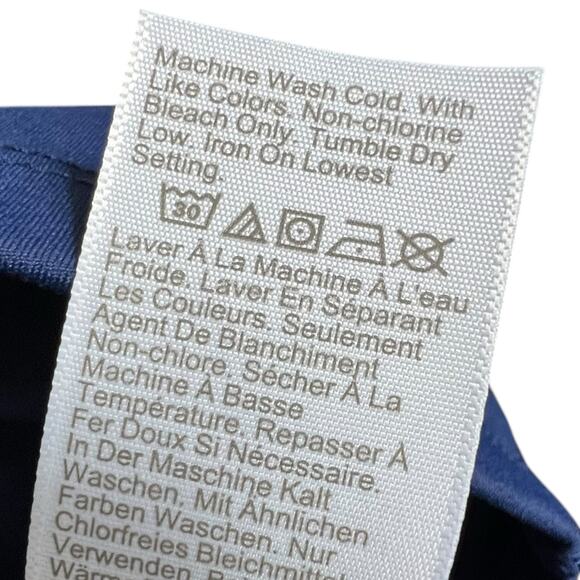 Machine Wash Cold. With
Like Colors. Non-chlorine
Bleach Only. Tumble Dry
Low. Iron On Lowest
Setting.
30
Laver À La Machine À L'eau
Froide. Laver En Séparant
Les Couleurs. Seulement
Agent De Blanchiment
Non-chlore. Sécher À La
Machine À Basse
Température. Repasser À
Fer Doux Si Nécessaire.
In Der Maschine Kalt
Waschen. Mit Ähnlichen
Farben Waschen. Nur
Chlorfreies Bleichmittel
Verwenden.